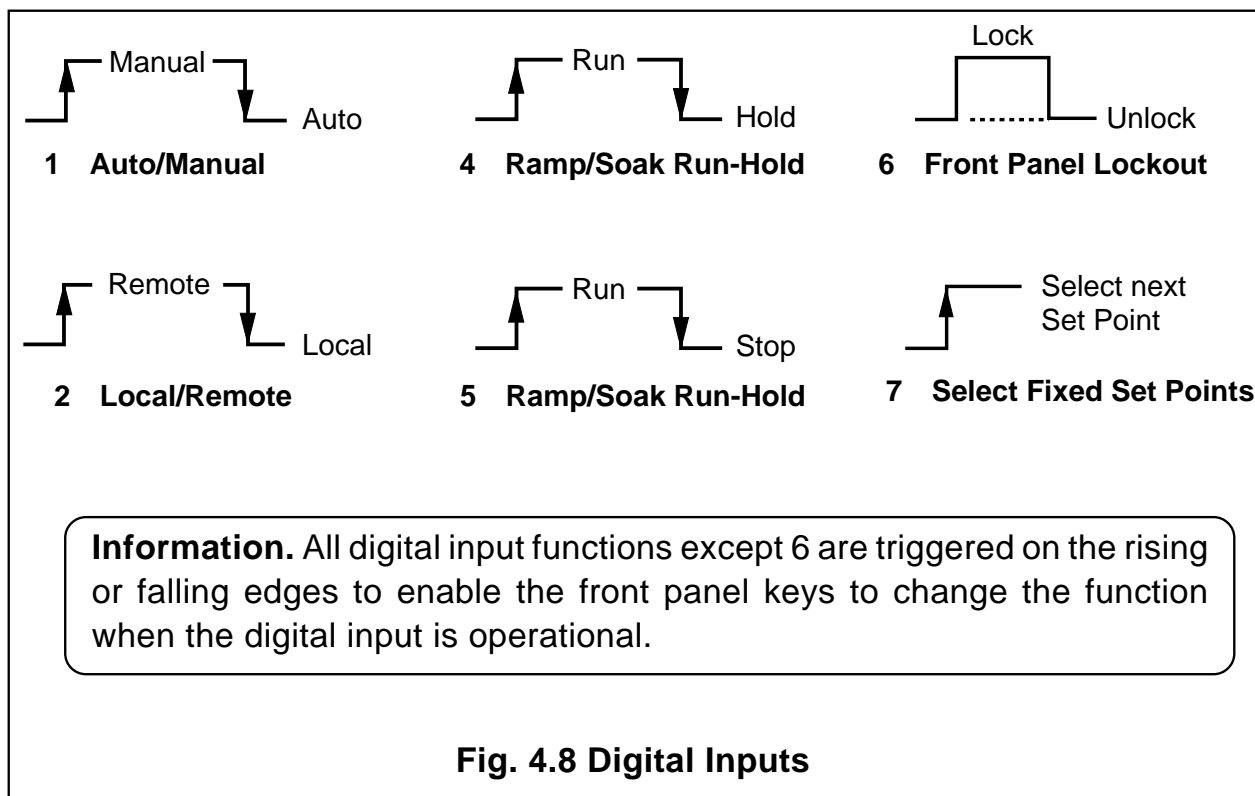 Manual
Auto
1 Auto/Manual
Run
Hold
4 Ramp/Soak Run-Hold
Lock
Unlock
6 Front Panel Lockout
Remote
Local
2 Local/Remote
Run
Stop
5 Ramp/Soak Run-Hold
Select next
Set Point
7 Select Fixed Set Points
Information. All digital input functions except 6 are triggered on the rising
or falling edges to enable the front panel keys to change the function
when the digital input is operational.
Fig. 4.8 Digital Inputs